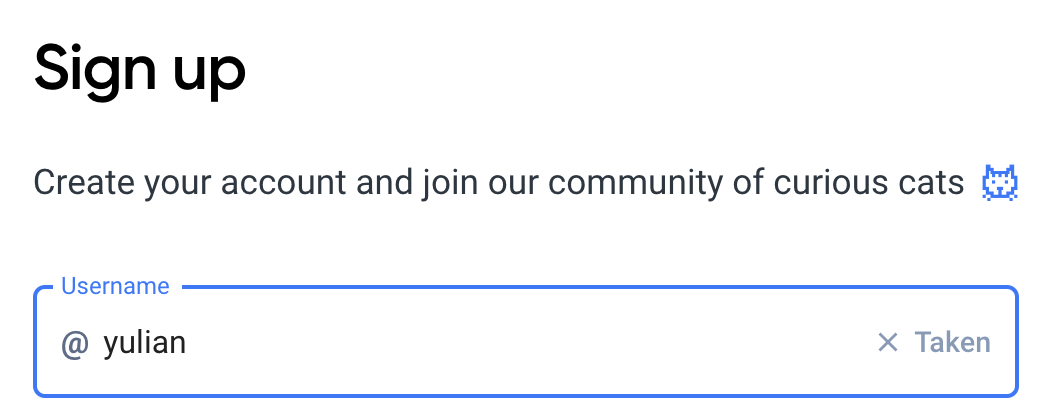 Sign up
Create your account and join our community of curious cats
Username
@ yulian
Taken